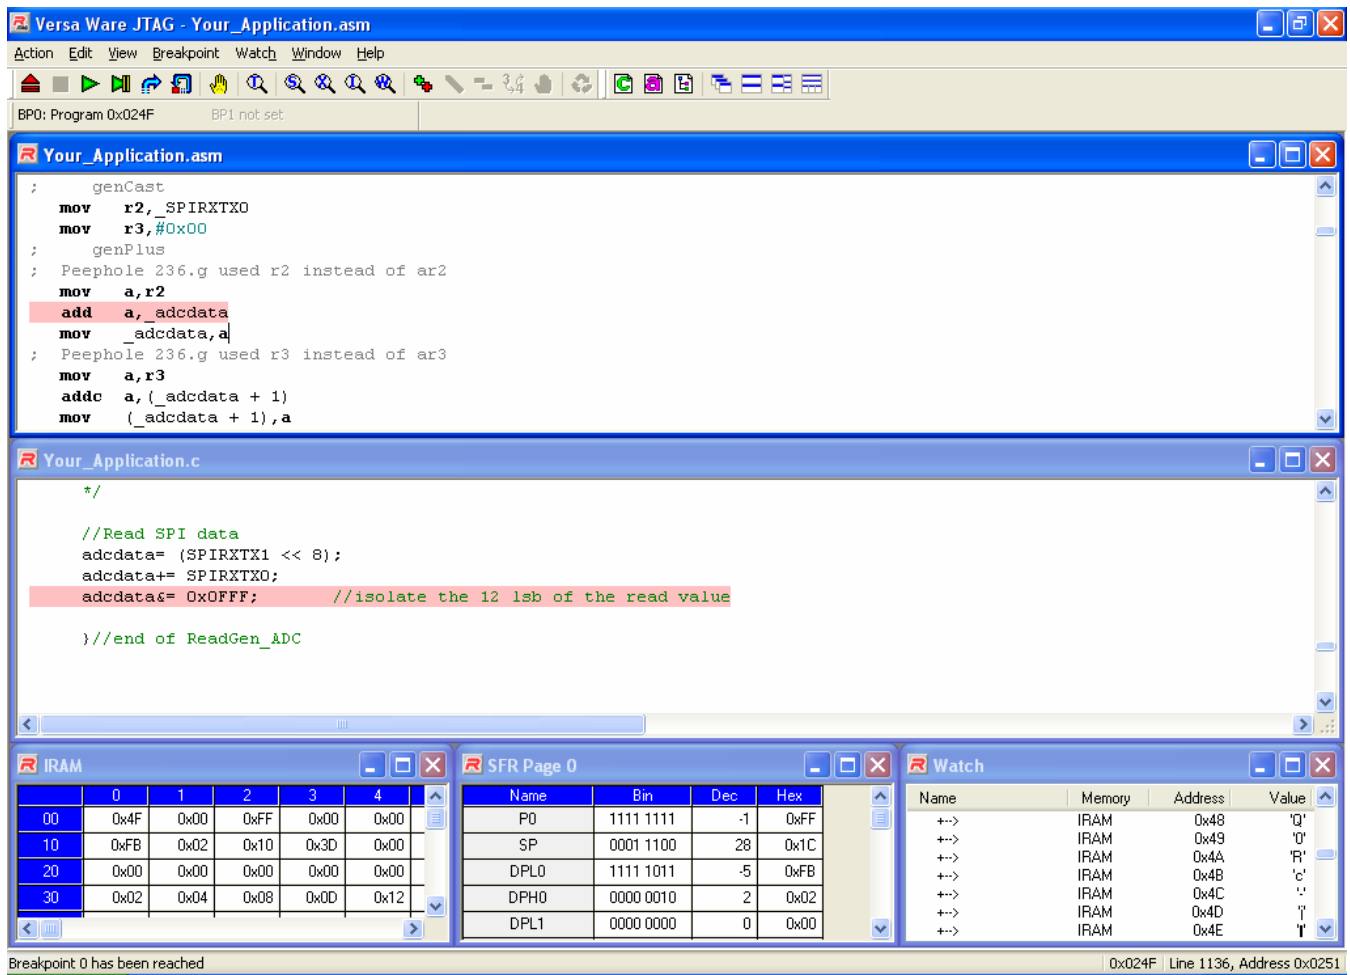 Versa Ware JTAG - Your_Application.asm
Action Edit View Breakpoint Watch Window Help
BP0: Program 0x024F BP1 not set
Your_Application.asm
; genCast
mov r2,_SPIRXTX0
mov r3,#0x00
; genPlus
; Peephole 236.g used r2 instead of ar2
mov a,r2
add a,_adcdata
mov _adcdata,a
; Peephole 236.g used r3 instead of ar3
mov a,r3
addc a,(_adcdata + 1)
mov (_adcdata + 1),a
Your_Application.c
*/
//Read SPI data
adcdata= (SPIRXTX1 << 8);
adcdata+= SPIRXTX0;
adcdata&= 0x0FFF; //isolate the 12 lsb of the read value
}//end of ReadGen_ADC
IRAM
0 1 2 3 4
00 0x4F 0x00 0xFF 0x00 0x00
10 0xFB 0x02 0x10 0x3D 0x00
20 0x00 0x00 0x00 0x00 0x00
30 0x02 0x04 0x08 0x0D 0x12
SFR Page 0
Name Bin Dec Hex
P0 1111 1111 -1 0xFF
SP 0001 1100 28 0x1C
DPL0 1111 1011 -5 0xFB
DPH0 0000 0010 2 0x02
DPL1 0000 0000 0 0x00
Watch
Name Memory Address Value
+--> IRAM 0x48 'Q'
+--> IRAM 0x49 '0'
+--> IRAM 0x4A 'R'
+--> IRAM 0x4B 'c'
+--> IRAM 0x4C
+--> IRAM 0x4D
+--> IRAM 0x4E
Breakpoint 0 has been reached 0x024F Line 1136, Address 0x0251